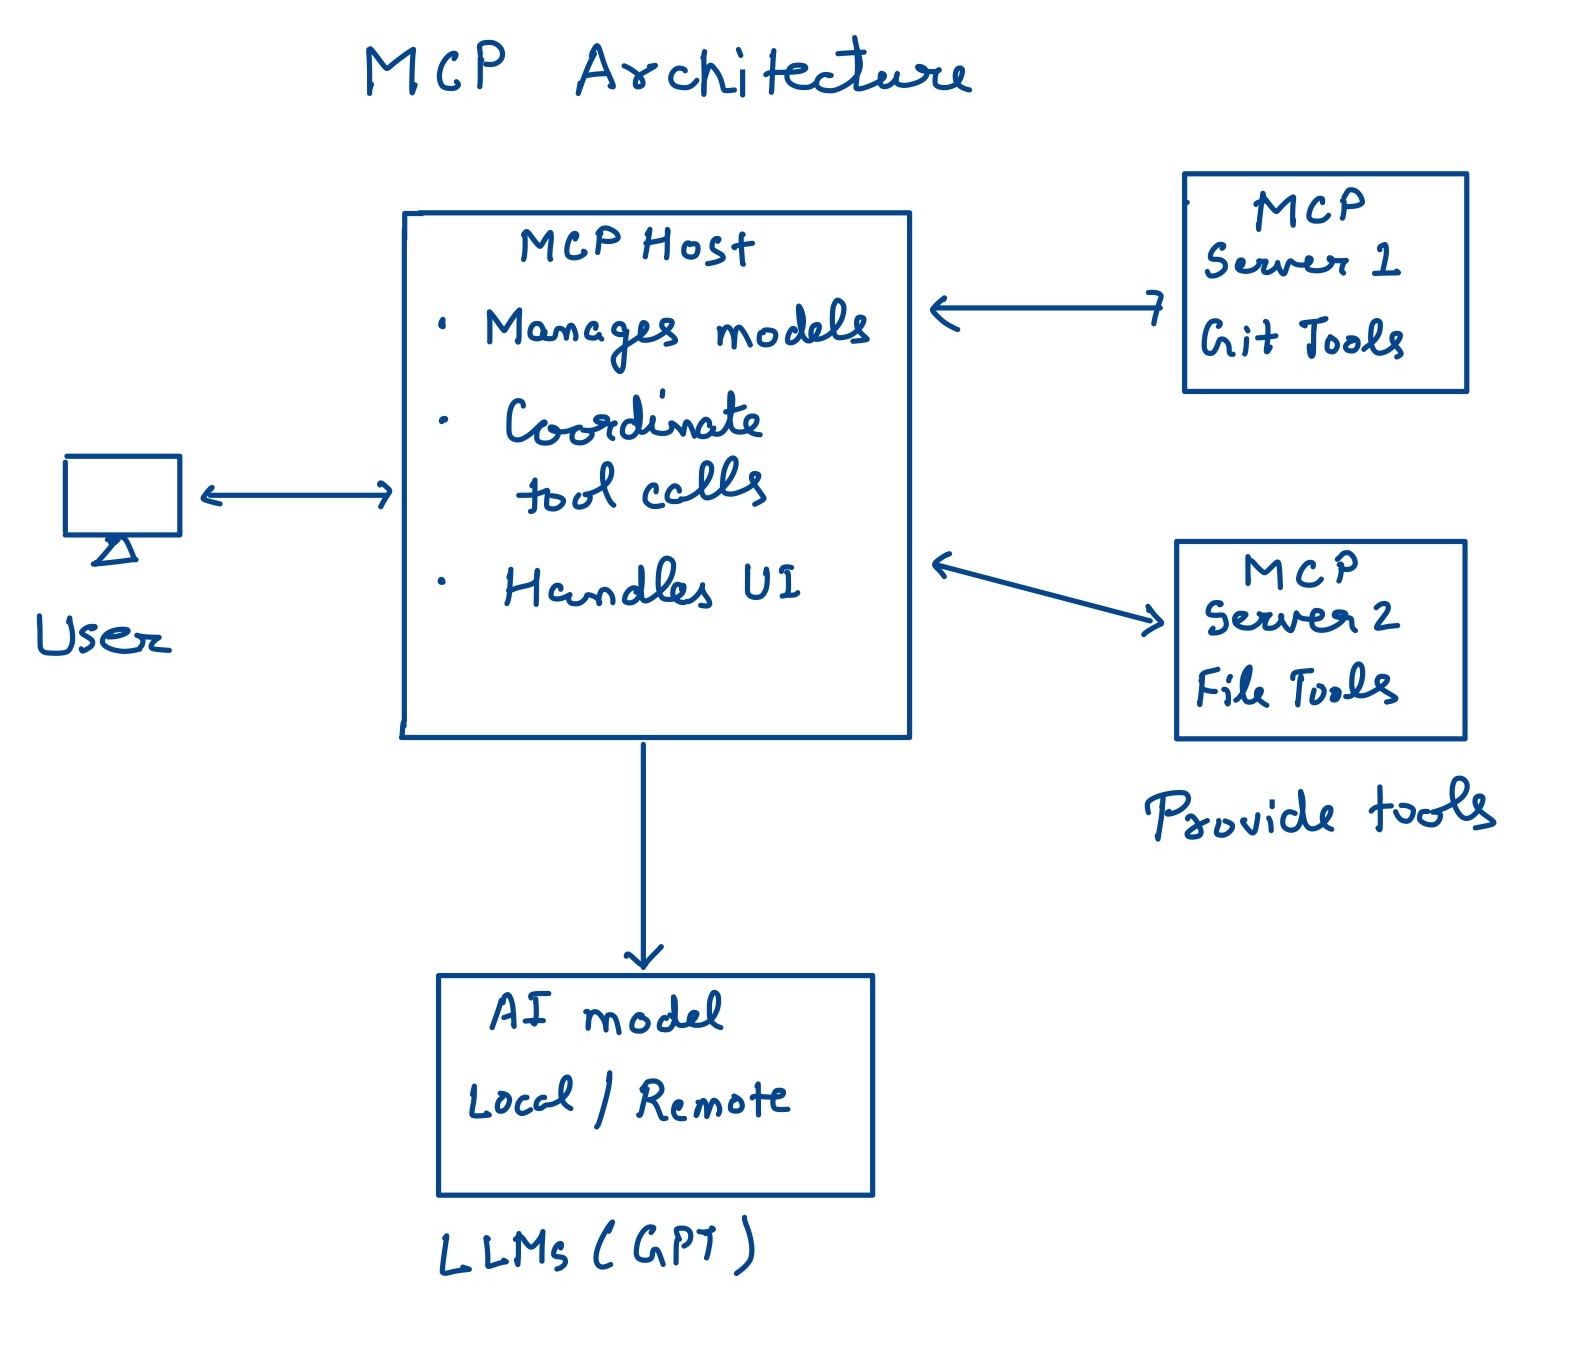 MCP Architecture
MCP Host
• Manages models
• Coordinate
tool calls
• Handles UI
MCP
Server 1
Git Tools
MCP
Server 2
File Tools
Provide tools
User
AI model
Local / Remote
LLMs (GPT)